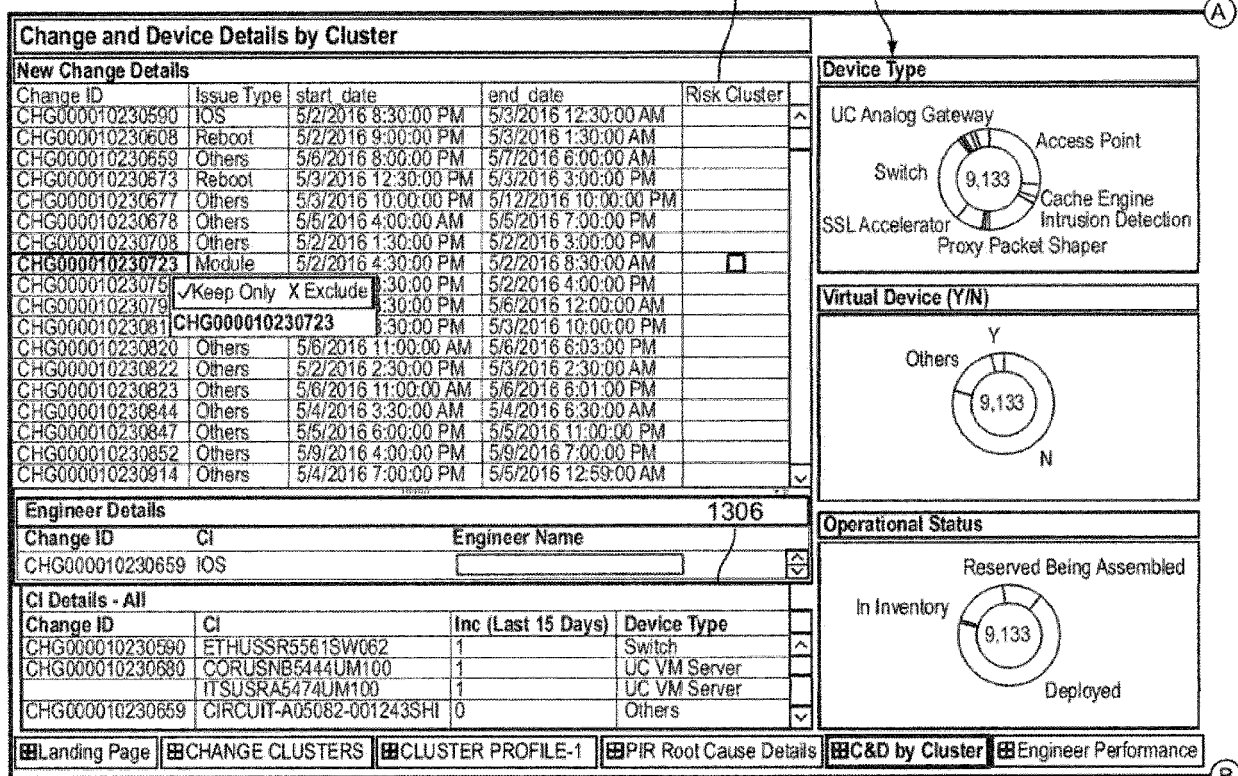 A
Change and Device Details by Cluster
New Change Details
Change ID Issue Type start_date end_date Risk Cluster
CHG000010230590 IOS 5/2/2016 8:30:00 PM 5/3/2016 12:30:00 AM
CHG000010230608 Reboot 5/2/2016 9:00:00 PM 5/3/2016 1:30:00 AM
CHG000010230659 Others 5/6/2016 8:00:00 PM 5/7/2016 6:00:00 AM
CHG000010230673 Reboot 5/3/2016 12:30:00 PM 5/3/2016 3:00:00 PM
CHG000010230677 Others 5/3/2016 10:00:00 PM 5/12/2016 10:00:00 PM
CHG000010230678 Others 5/5/2016 4:00:00 AM 5/5/2016 7:00:00 PM
CHG000010230708 Others 5/2/2016 1:30:00 PM 5/2/2016 3:00:00 PM
CHG000010230723 Module 5/2/2016 4:30:00 PM 5/2/2016 8:30:00 AM
CHG00001023075 :30:00 PM 5/2/2016 4:00:00 PM
✓Keep Only X Exclude
CHG00001023079 :30:00 PM 5/6/2016 12:00:00 AM
CHG00001023081 :30:00 PM 5/3/2016 10:00:00 PM
CHG000010230723
CHG000010230820 Others 5/6/2016 11:00:00 AM 5/6/2016 6:03:00 PM
CHG000010230822 Others 5/2/2016 2:30:00 PM 5/3/2016 2:30:00 AM
CHG000010230823 Others 5/6/2016 11:00:00 AM 5/6/2016 6:01:00 PM
CHG000010230844 Others 5/4/2016 3:30:00 AM 5/4/2016 6:30:00 AM
CHG000010230847 Others 5/5/2016 6:00:00 PM 5/5/2016 11:00:00 PM
CHG000010230852 Others 5/9/2016 4:00:00 PM 5/9/2016 7:00:00 PM
CHG000010230914 Others 5/4/2016 7:00:00 PM 5/5/2016 12:59:00 AM
Engineer Details 1306
Change ID CI Engineer Name
CHG000010230659 IOS
CI Details - All
Change ID CI Inc (Last 15 Days) Device Type
CHG000010230590 ETHUSSR5561SW062 1 Switch
CHG000010230680 CORUSNB5444UM100 1 UC VM Server
ITSUSRA5474UM100 1 UC VM Server
CHG000010230659 CIRCUIT-A05082-001243SHI 0 Others
Device Type
UC Analog Gateway
Access Point
Switch
9,133
Cache Engine
Intrusion Detection
SSL Accelerator
Proxy Packet Shaper
Virtual Device (Y/N)
Y
Others
9,133
N
Operational Status
Reserved Being Assembled
In Inventory
9,133
Deployed
Landing Page CHANGE CLUSTERS CLUSTER PROFILE-1 PIR Root Cause Details C&D by Cluster Engineer Performance
B